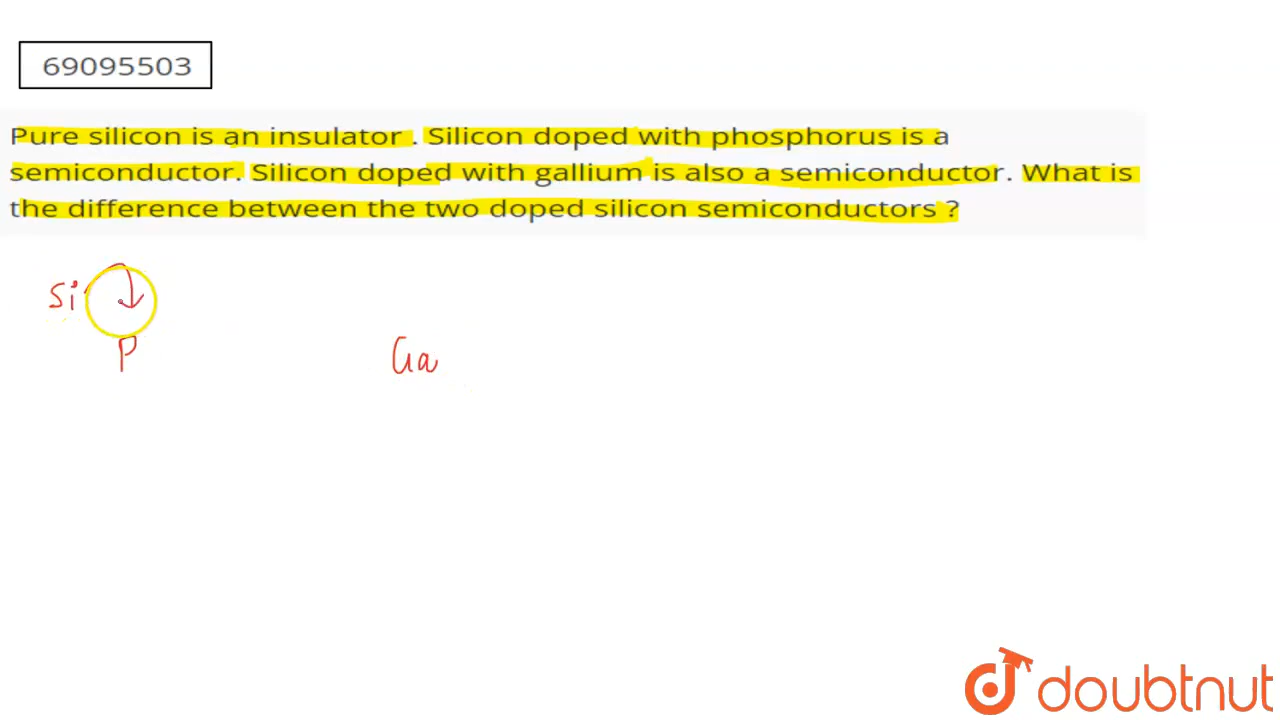 69095503
Pure silicon is an insulator . Silicon doped with phosphorus is a
semiconductor. Silicon doped with gallium is also a semiconductor. What is
the difference between the two doped silicon semiconductors ?
Si
P
Ga
doubtnut